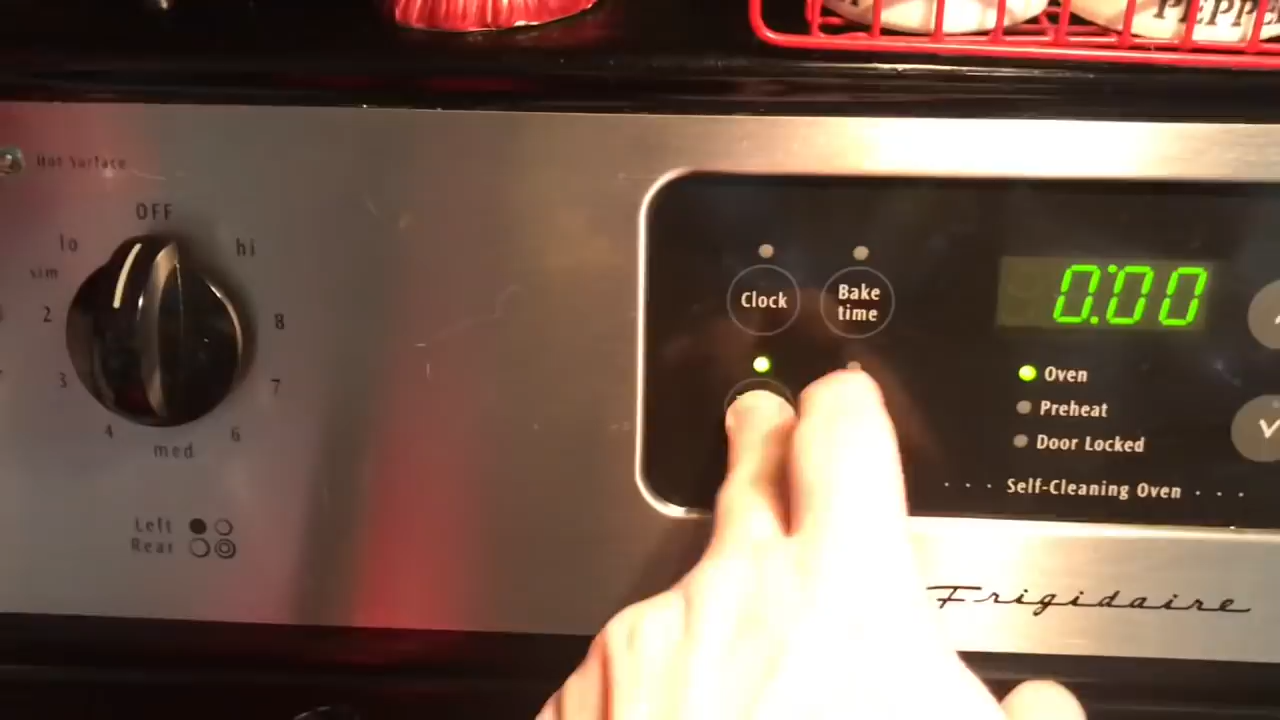 PEPPE
Hot Surface
OFF
lo
hi
sim
2
8
3
7
4
6
med
Left
Rear
Clock
Bake
time
0:00
Oven
Preheat
Door Locked
Self-Cleaning Oven
Frigidaire